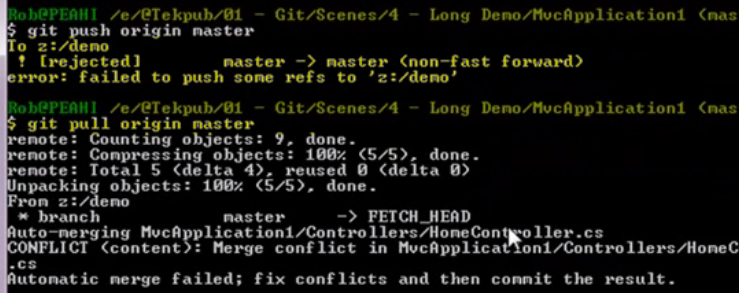 Rob@PEAHI /e/@Tekpub/01 - Git/Scenes/4 - Long Demo/MvcApplication1 (mas
$ git push origin master
To z:/demo
 ! [rejected]        master -> master (non-fast forward)
error: failed to push some refs to 'z:/demo'
Rob@PEAHI /e/@Tekpub/01 - Git/Scenes/4 - Long Demo/MvcApplication1 (mas
$ git pull origin master
remote: Counting objects: 9, done.
remote: Compressing objects: 100% (5/5), done.
remote: Total 5 (delta 4), reused 0 (delta 0)
Unpacking objects: 100% (5/5), done.
From z:/demo
 * branch            master     -> FETCH_HEAD
Auto-merging MvcApplication1/Controllers/HomeController.cs
CONFLICT (content): Merge conflict in MvcApplication1/Controllers/HomeC
.cs
Automatic merge failed; fix conflicts and then commit the result.